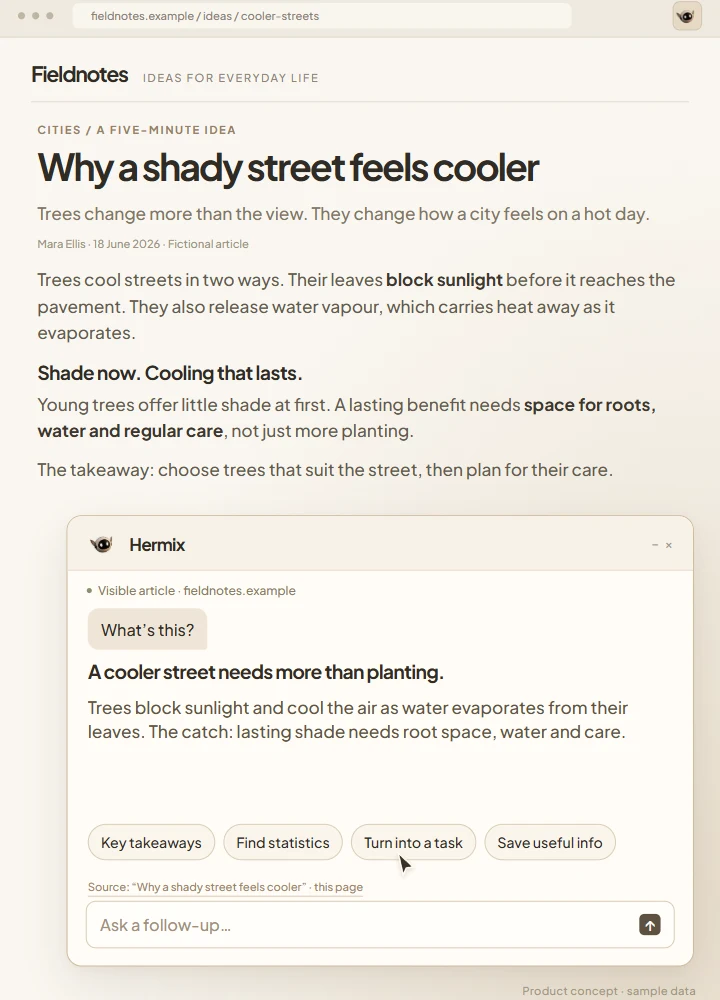 fieldnotes.example / ideas / cooler-streets
Fieldnotes IDEAS FOR EVERYDAY LIFE
CITIES / A FIVE-MINUTE IDEA
Why a shady street feels cooler
Trees change more than the view. They change how a city feels on a hot day.
Mara Ellis · 18 June 2026 · Fictional article
Trees cool streets in two ways. Their leaves block sunlight before it reaches the
pavement. They also release water vapour, which carries heat away as it
evaporates.
Shade now. Cooling that lasts.
Young trees offer little shade at first. A lasting benefit needs space for roots,
water and regular care, not just more planting.
The takeaway: choose trees that suit the street, then plan for their care.
Hermix
Visible article · fieldnotes.example
What’s this?
A cooler street needs more than planting.
Trees block sunlight and cool the air as water evaporates from their
leaves. The catch: lasting shade needs root space, water and care.
Key takeaways Find statistics Turn into a task Save useful info
Source: “Why a shady street feels cooler” · this page
Ask a follow-up…
Product concept · sample data